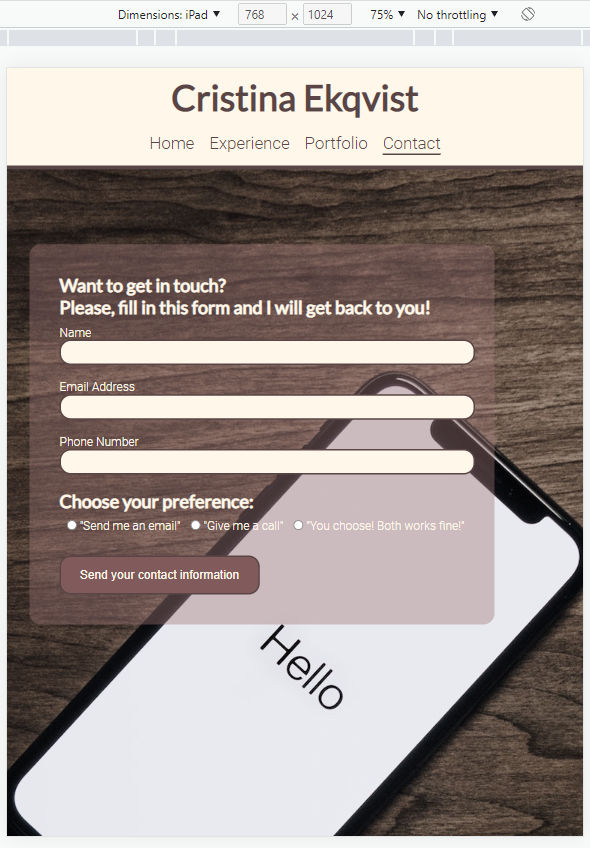 Dimensions: iPad ▼ 768 × 1024 75% ▼ No throttling ▼
Cristina Ekqvist
Home Experience Portfolio Contact
Want to get in touch?
Please, fill in this form and I will get back to you!
Name
Email Address
Phone Number
Choose your preference:
"Send me an email" "Give me a call" "You choose! Both works fine!"
Send your contact information
Hello